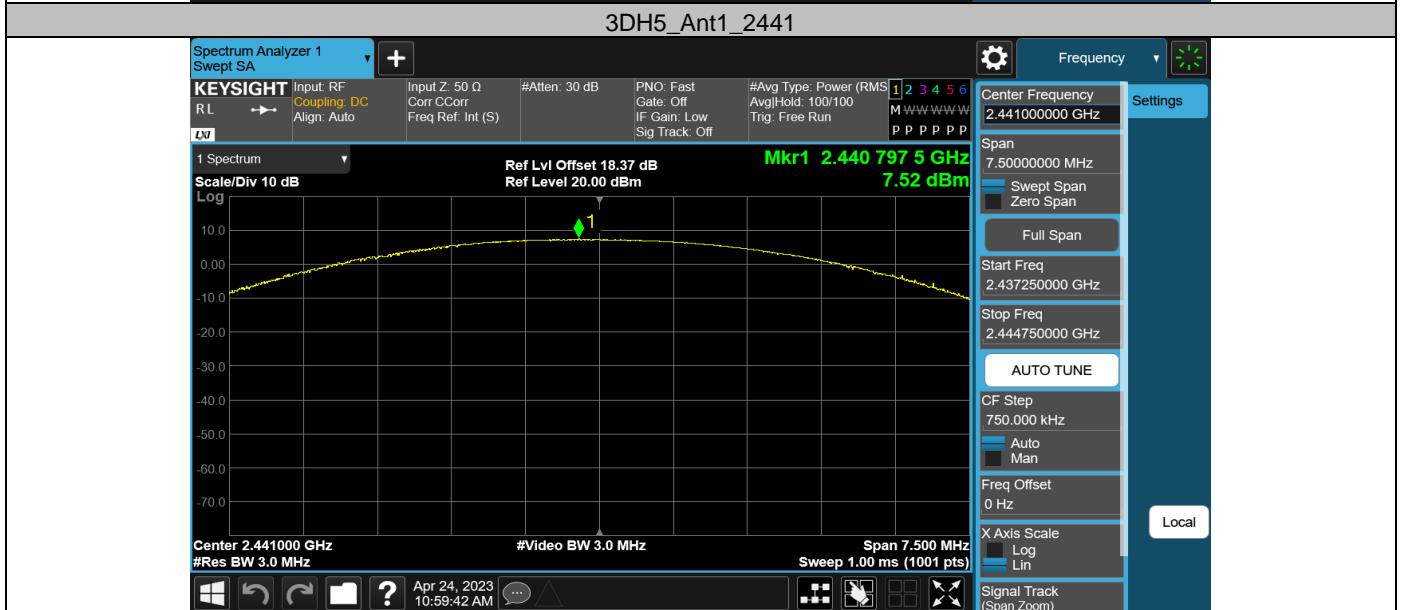 3DH5_Ant1_2441
Spectrum Analyzer 1
Swept SA
Frequency
KEYSIGHT
RL
LXI
Input: RF
Coupling: DC
Align: Auto
Input Z: 50 Ω
Corr CCorr
Freq Ref: Int (S)
#Atten: 30 dB
PNO: Fast
Gate: Off
IF Gain: Low
Sig Track: Off
#Avg Type: Power (RMS
Avg|Hold: 100/100
Trig: Free Run
1 2 3 4 5 6
M W W W W W
P P P P P P
Center Frequency
2.441000000 GHz
Settings
1 Spectrum
Scale/Div 10 dB
Log
Ref Lvl Offset 18.37 dB
Ref Level 20.00 dBm
Mkr1 2.440 797 5 GHz
7.52 dBm
Span
7.50000000 MHz
Swept Span
Zero Span
Full Span
Start Freq
2.437250000 GHz
Stop Freq
2.444750000 GHz
AUTO TUNE
CF Step
750.000 kHz
Auto
Man
Freq Offset
0 Hz
X Axis Scale
Log
Lin
Signal Track
(Span Zoom)
Local
1
10.0
0.00
-10.0
-20.0
-30.0
-40.0
-50.0
-60.0
-70.0
Center 2.441000 GHz
#Res BW 3.0 MHz
#Video BW 3.0 MHz
Span 7.500 MHz
Sweep 1.00 ms (1001 pts)
?
Apr 24, 2023
10:59:42 AM